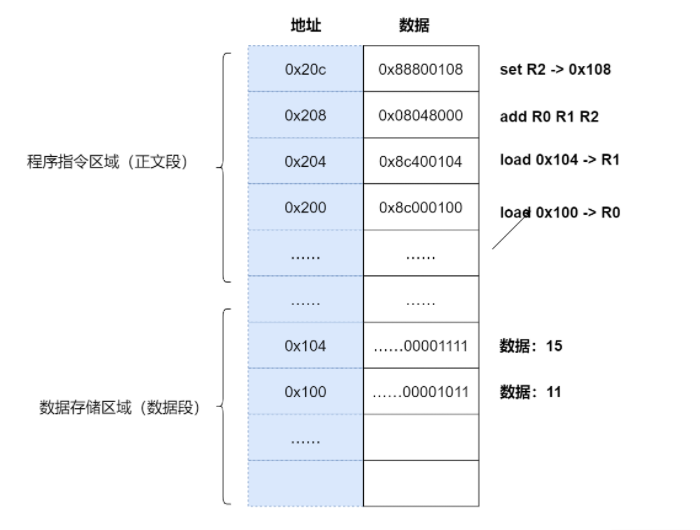 地址 数据
0x20c 0x88800108 set R2 -> 0x108
0x208 0x08048000 add R0 R1 R2
程序指令区域（正文段） 0x204 0x8c400104 load 0x104 -> R1
0x200 0x8c000100 load 0x100 -> R0
…… ……
…… ……
0x104 ……00001111 数据：15
数据存储区域（数据段） 0x100 ……00001011 数据：11
……